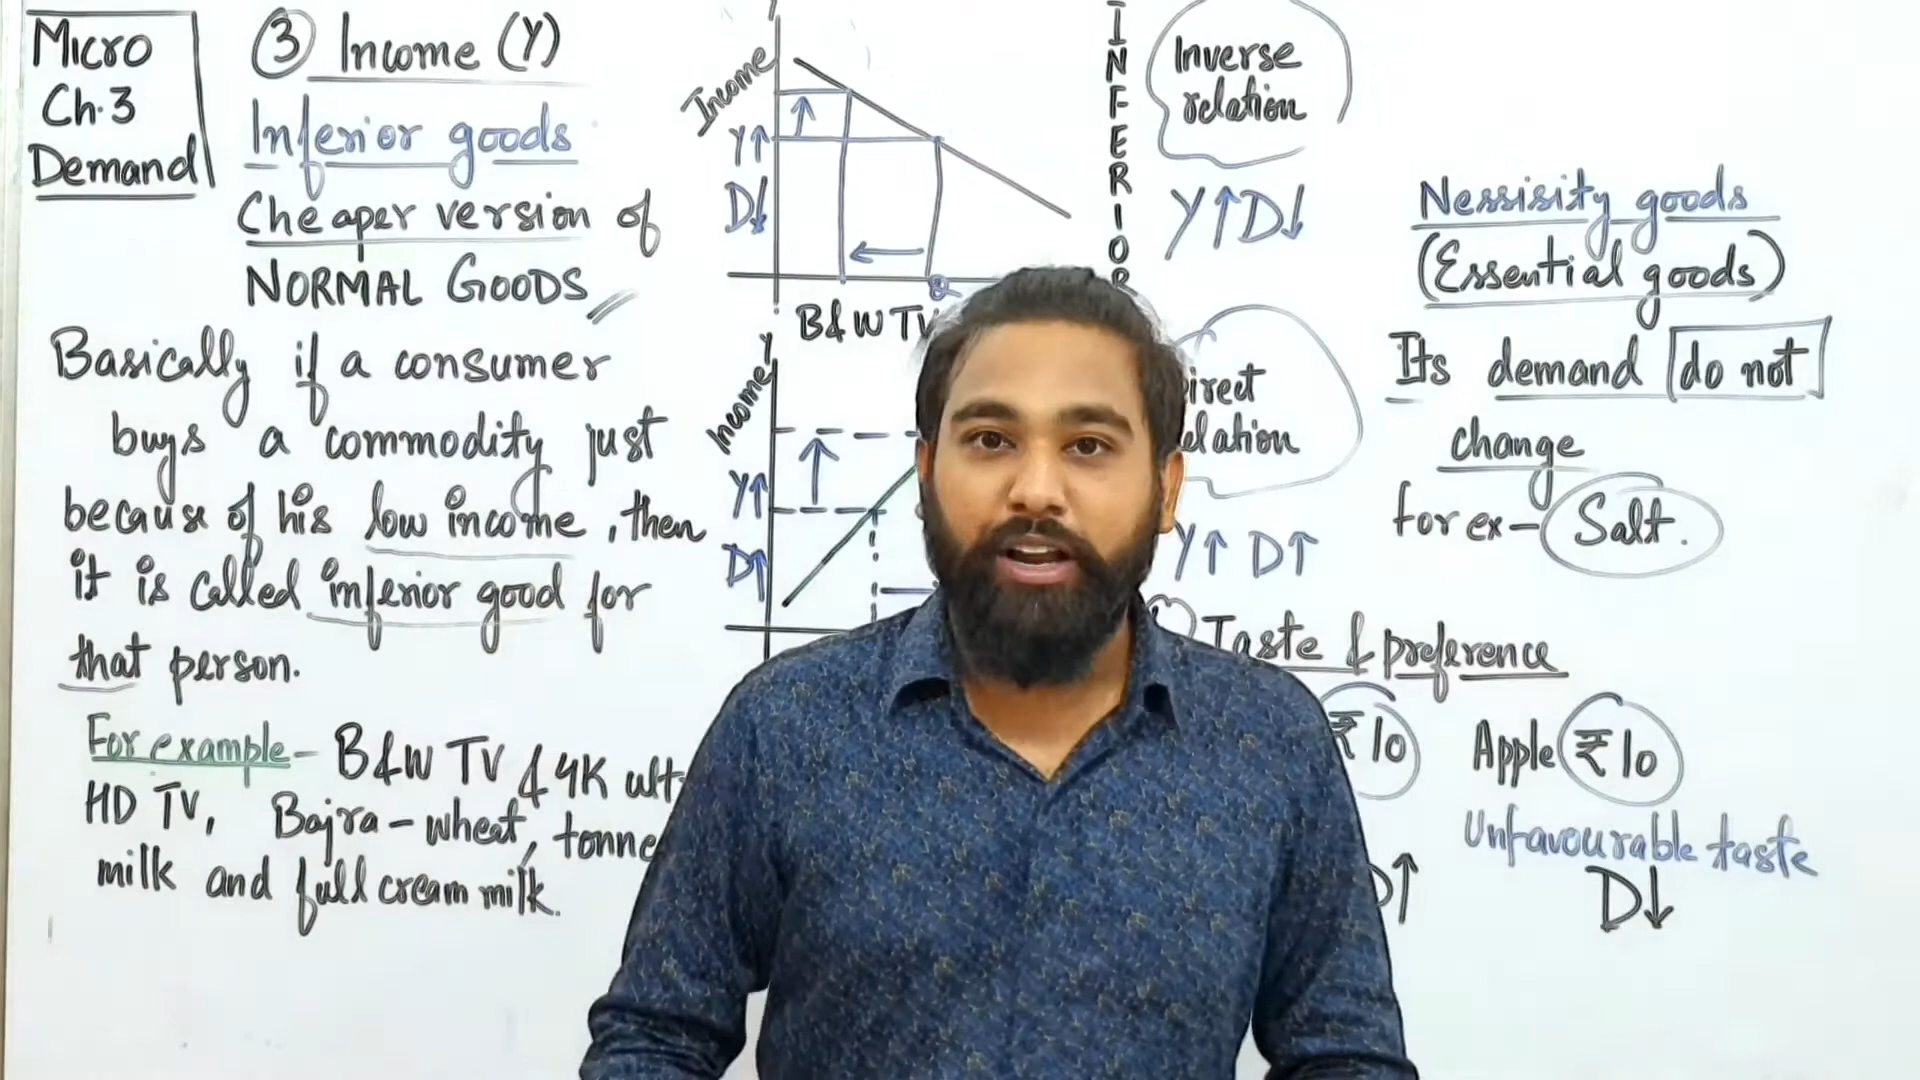 Micro
Ch.3
Demand
③ Income (Y)
Inferior goods
Cheaper version of
NORMAL GOODS
Basically if a consumer
buys a commodity just
because of his low income, then
it is called inferior good for
that person.
For example - B&W TV & 4K ult
HD TV, Bajra - wheat, tonne
milk and full cream milk.
Y
Income
Y↑
D↓
Q
B&W TV
Y
Income
Y↑
D↑
INFERIOR
Inverse
relation
Y↑D↓
irect
elation
Y↑ D↑
Nessisity goods
(Essential goods)
Its demand do not
change
for ex - Salt.
Taste & preference
₹10
Apple ₹10
Unfavourable taste
D↑
D↓